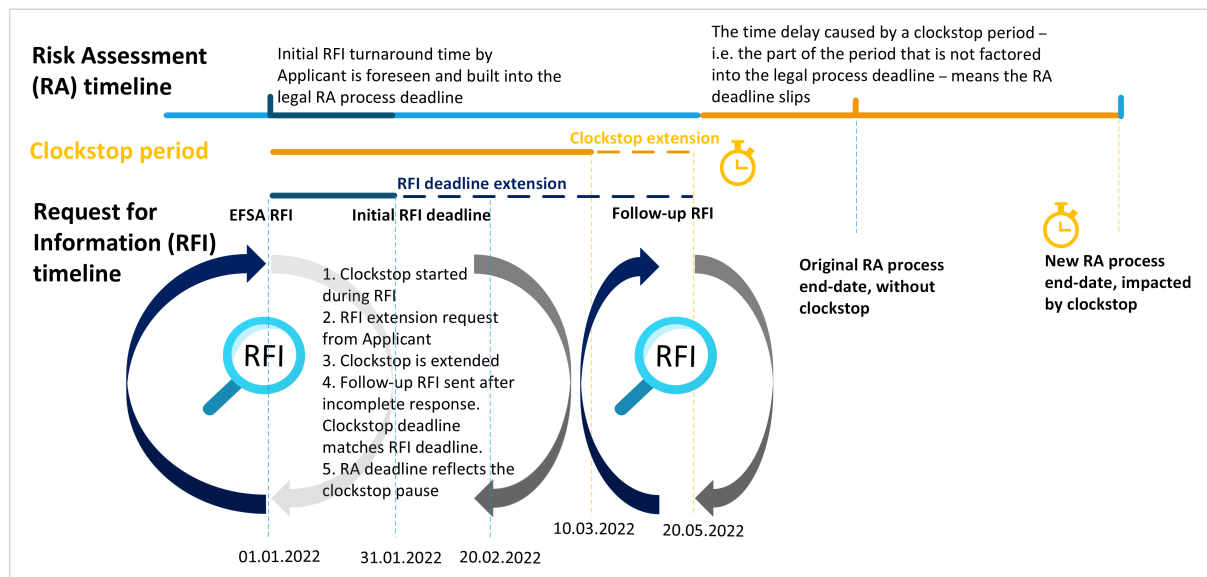 Risk Assessment
(RA) timeline
Initial RFI turnaround time by
Applicant is foreseen and built into the
legal RA process deadline
The time delay caused by a clockstop period –
i.e. the part of the period that is not factored
into the legal process deadline – means the RA
deadline slips
Clockstop period
Clockstop extension
RFI deadline extension
Request for
Information (RFI)
timeline
EFSA RFI
Initial RFI deadline
Follow-up RFI
RFI
1. Clockstop started
during RFI
2. RFI extension request
from Applicant
3. Clockstop is extended
4. Follow-up RFI sent after
incomplete response.
Clockstop deadline
matches RFI deadline.
5. RA deadline reflects the
clockstop pause
RFI
Original RA process
end-date, without
clockstop
New RA process
end-date, impacted
by clockstop
01.01.2022
31.01.2022
20.02.2022
10.03.2022
20.05.2022